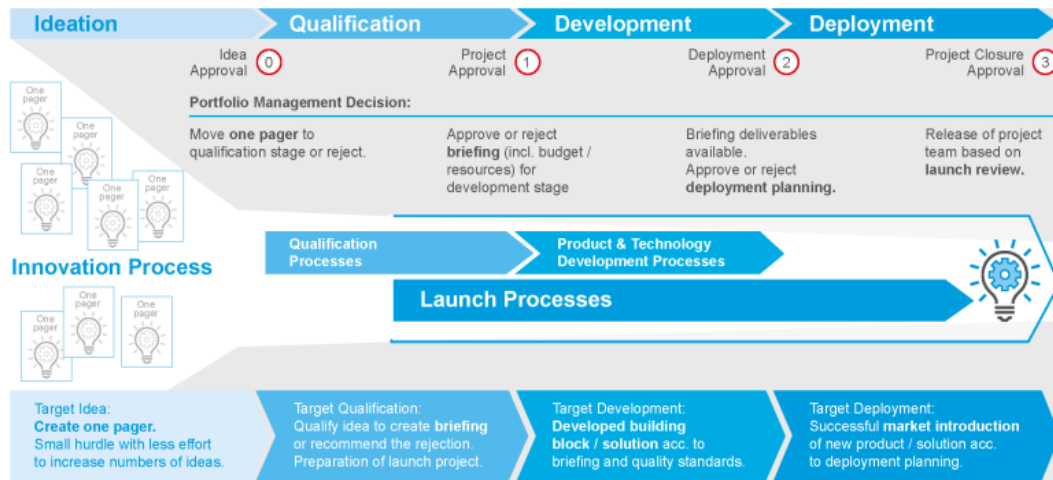 Ideation
Qualification
Development
Deployment
Idea
Approval
0
Project
Approval
1
Deployment
Approval
2
Project Closure
Approval
3
Portfolio Management Decision:
Move one pager to
qualification stage or reject.
Approve or reject
briefing (incl. budget /
resources) for
development stage
Briefing deliverables
available.
Approve or reject
deployment planning.
Release of project
team based on
launch review.
One
pager
One
pager
One
pager
One
pager
One
pager
Innovation Process
Qualification
Processes
Product & Technology
Development Processes
Launch Processes
One
pager
One
pager
One
pager
Target Idea:
Create one pager.
Small hurdle with less effort
to increase numbers of ideas.
Target Qualification:
Qualify idea to create briefing
or recommend the rejection.
Preparation of launch project.
Target Development:
Developed building
block / solution acc. to
briefing and quality standards.
Target Deployment:
Successful market introduction
of new product / solution acc.
to deployment planning.